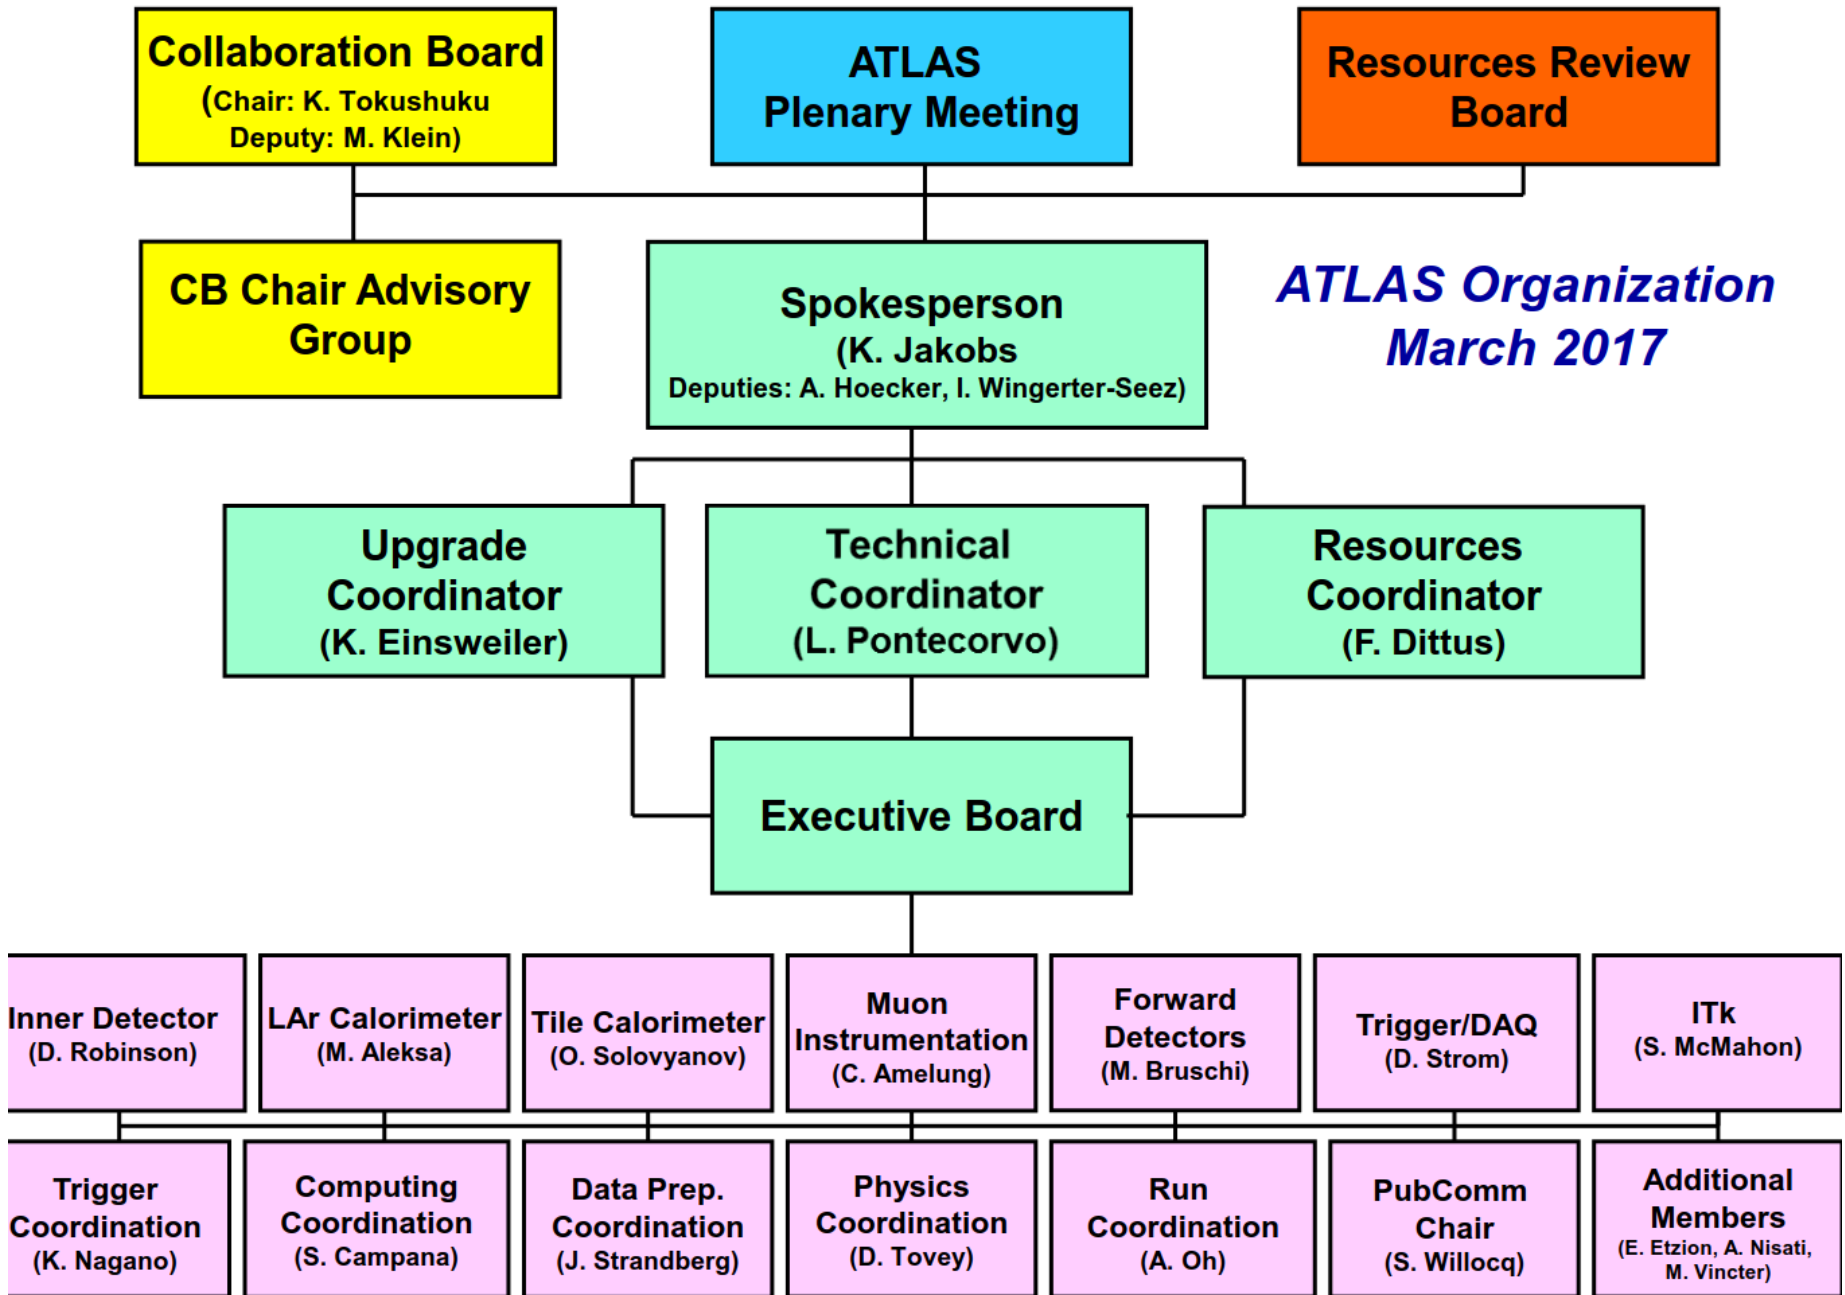 Collaboration Board
(Chair: K. Tokushuku
Deputy: M. Klein)
ATLAS
Plenary Meeting
Resources Review
Board
CB Chair Advisory
Group
Spokesperson
(K. Jakobs
Deputies: A. Hoecker, I. Wingerter-Seez)
ATLAS Organization
March 2017
Upgrade
Coordinator
(K. Einsweiler)
Technical
Coordinator
(L. Pontecorvo)
Resources
Coordinator
(F. Dittus)
Executive Board
Inner Detector
(D. Robinson)
LAr Calorimeter
(M. Aleksa)
Tile Calorimeter
(O. Solovyanov)
Muon
Instrumentation
(C. Amelung)
Forward
Detectors
(M. Bruschi)
Trigger/DAQ
(D. Strom)
ITk
(S. McMahon)
Trigger
Coordination
(K. Nagano)
Computing
Coordination
(S. Campana)
Data Prep.
Coordination
(J. Strandberg)
Physics
Coordination
(D. Tovey)
Run
Coordination
(A. Oh)
PubComm
Chair
(S. Willocq)
Additional
Members
(E. Etzion, A. Nisati,
M. Vincter)